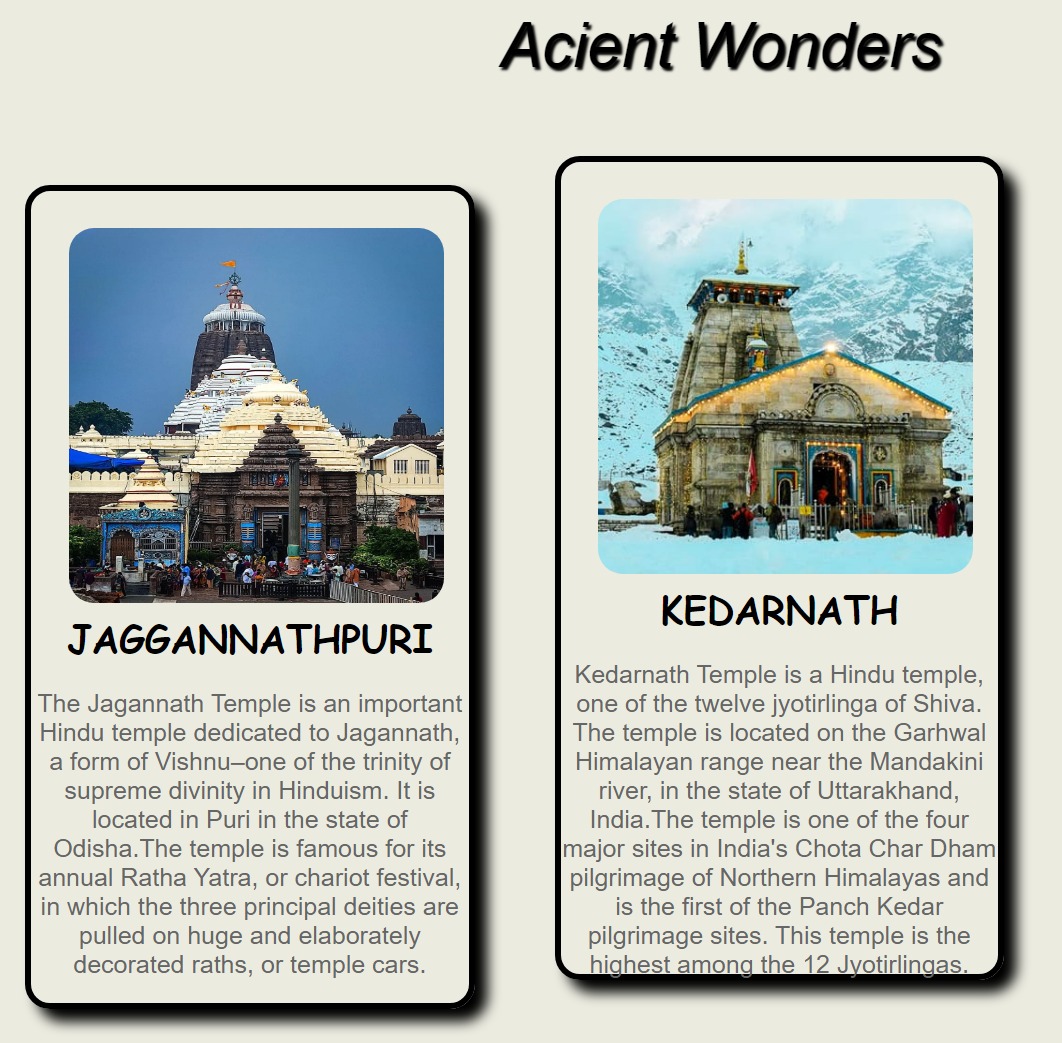 Acient Wonders
JAGGANNATHPURI
The Jagannath Temple is an important
Hindu temple dedicated to Jagannath,
a form of Vishnu–one of the trinity of
supreme divinity in Hinduism. It is
located in Puri in the state of
Odisha.The temple is famous for its
annual Ratha Yatra, or chariot festival,
in which the three principal deities are
pulled on huge and elaborately
decorated raths, or temple cars.
KEDARNATH
Kedarnath Temple is a Hindu temple,
one of the twelve jyotirlinga of Shiva.
The temple is located on the Garhwal
Himalayan range near the Mandakini
river, in the state of Uttarakhand,
India.The temple is one of the four
major sites in India's Chota Char Dham
pilgrimage of Northern Himalayas and
is the first of the Panch Kedar
pilgrimage sites. This temple is the
highest among the 12 Jyotirlingas.